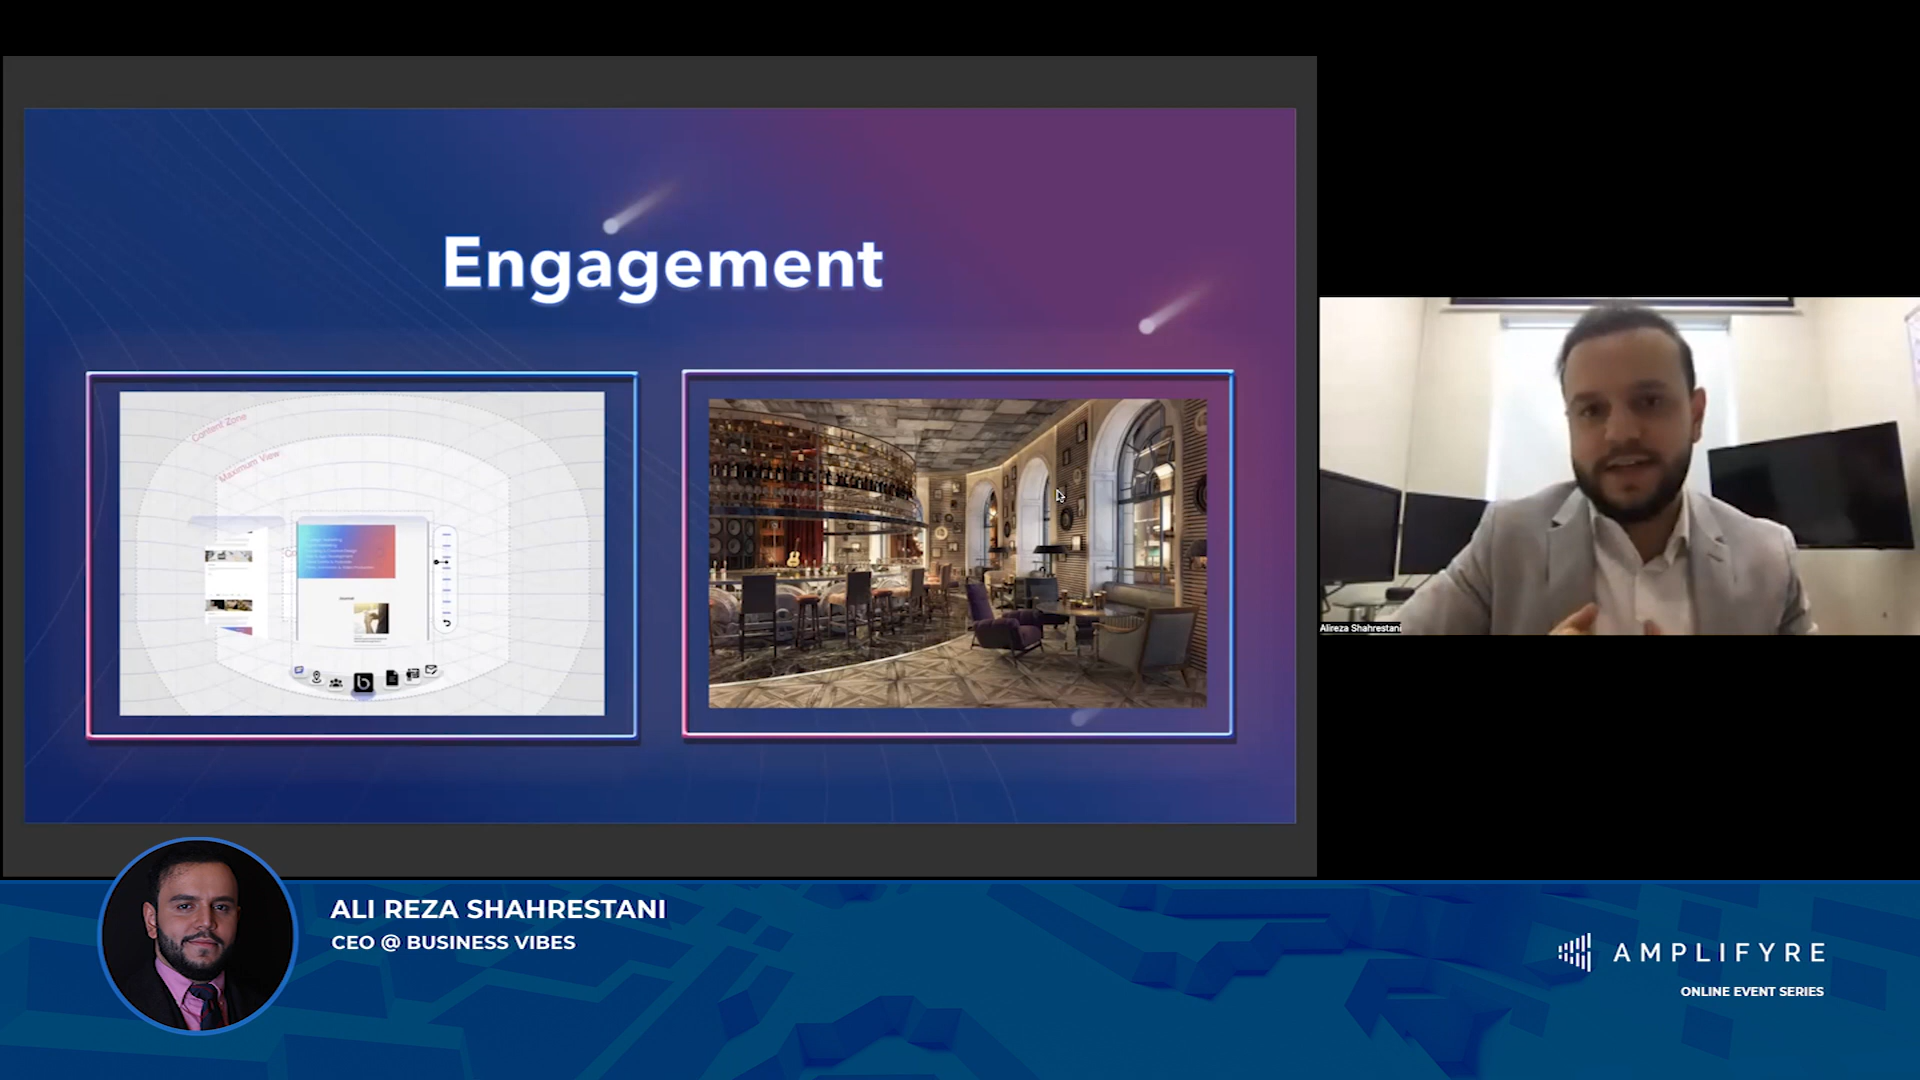 Engagement
Content Zone
Maximum View
Alireza Shahrestani
ALI REZA SHAHRESTANI
CEO @ BUSINESS VIBES
AMPLIFYRE
ONLINE EVENT SERIES